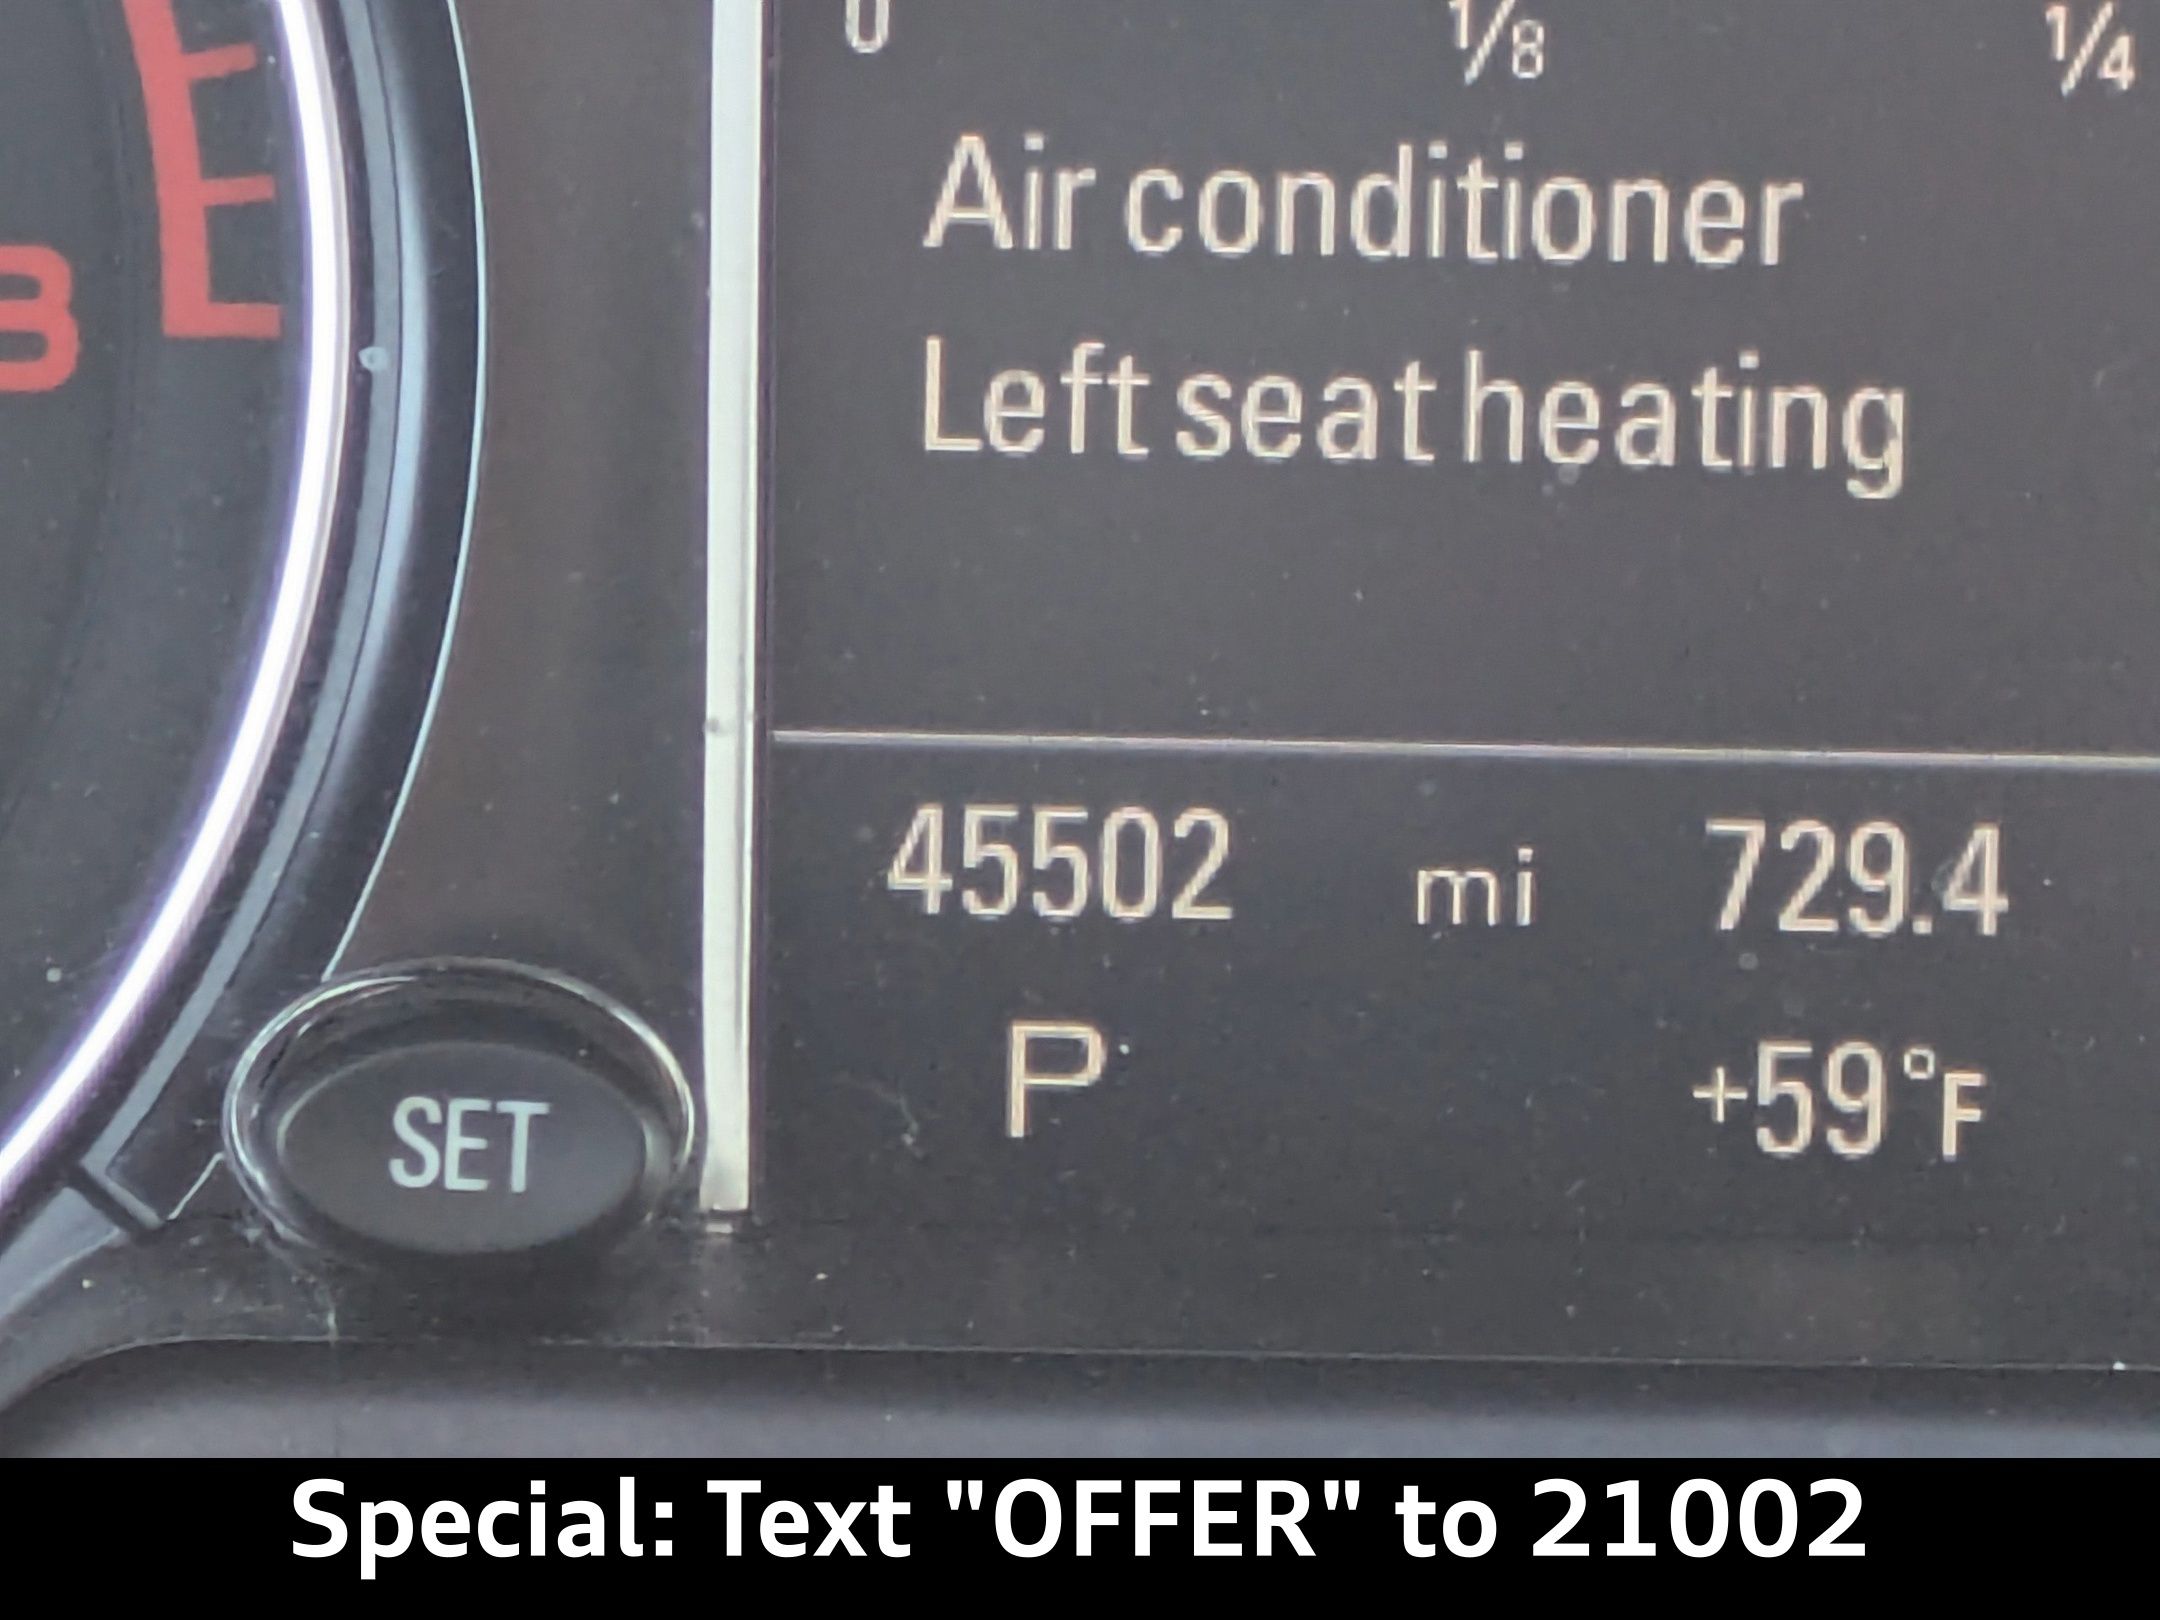 0 1/8 1/4
Air conditioner
Left seat heating
45502 mi 729.4
P +59°F
SET
Special: Text "OFFER" to 21002